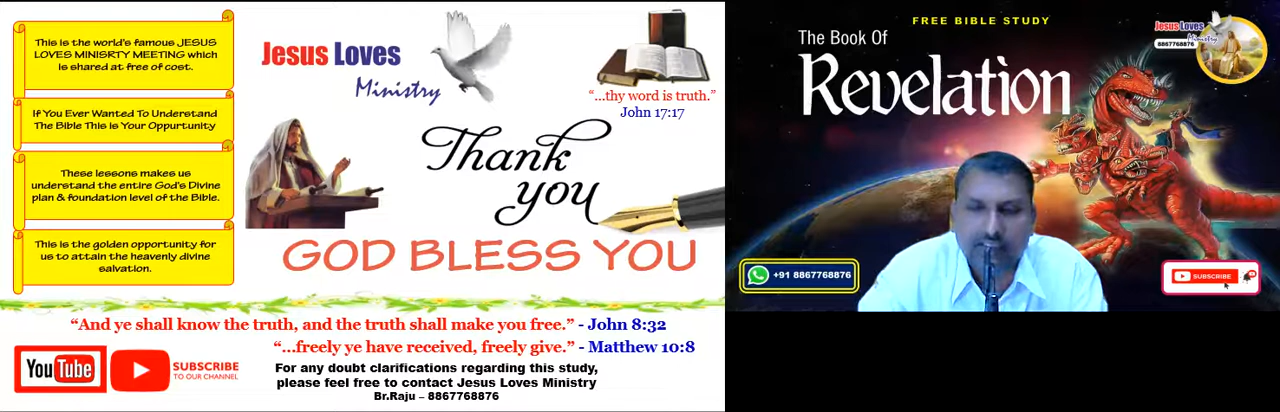 This is the world's famous JESUS
LOVES MINISRTY MEETING which
is shared at free of cost.
If You Ever Wanted To Understand
The Bible This is Your Oppurtunity
These lessons makes us
understand the entire God's Divine
plan & foundation level of the Bible.
This is the golden opportunity for
us to attain the heavenly divine
salvation.
Jesus Loves
Ministry
“...thy word is truth.”
John 17:17
Thank
you
GOD BLESS YOU
“And ye shall know the truth, and the truth shall make you free.” - John 8:32
“...freely ye have received, freely give.” - Matthew 10:8
YouTube
SUBSCRIBE
TO OUR CHANNEL
For any doubt clarifications regarding this study,
please feel free to contact Jesus Loves Ministry
Br.Raju – 8867768876
FREE BIBLE STUDY
The Book Of
Revelation
Jesus Loves
Ministry
8867768876
+91 8867768876
SUBSCRIBE